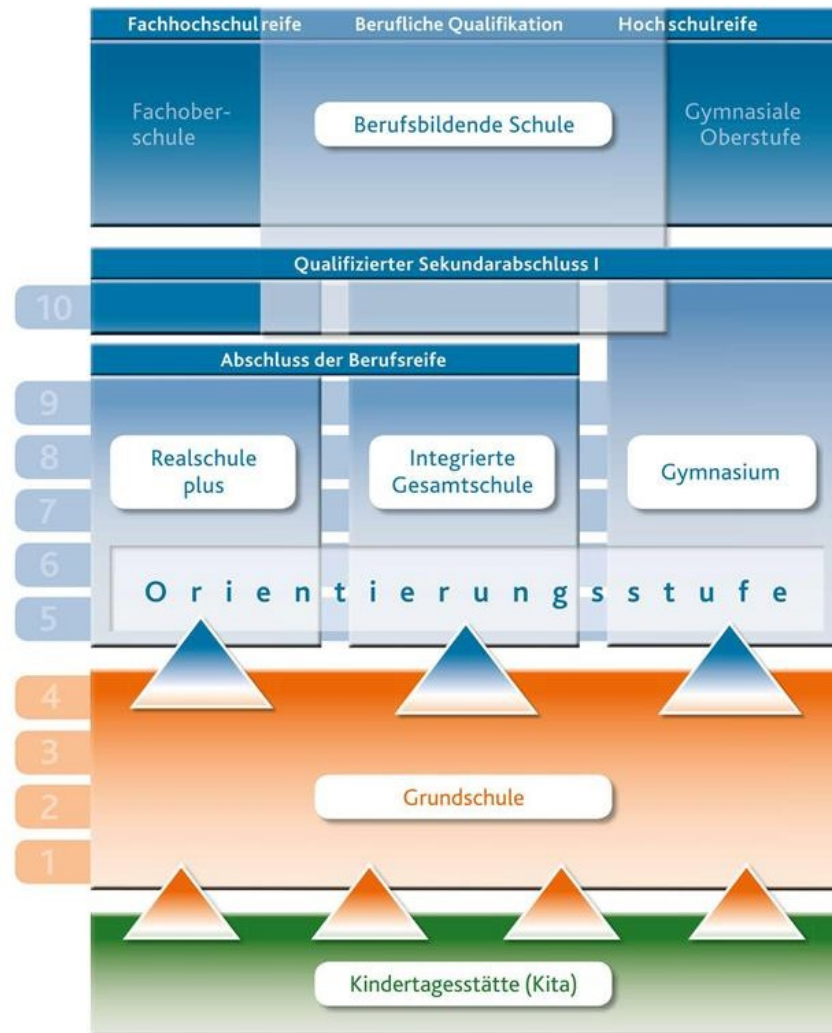 Fachhochschulreife Berufliche Qualifikation Hochschulreife
Fachober-
schule
Berufsbildende Schule
Gymnasiale
Oberstufe
Qualifizierter Sekundarabschluss I
10
Abschluss der Berufsreife
9
8
7
6
5
Realschule
plus
Integrierte
Gesamtschule
Gymnasium
Orientierungsstufe
4
3
2
1
Grundschule
Kindertagesstätte (Kita)